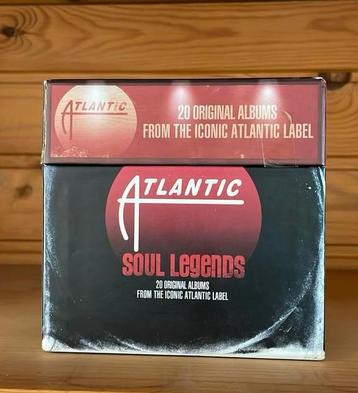 ATLANTIC
20 ORIGINAL ALBUMS
FROM THE ICONIC ATLANTIC LABEL
ATLANTIC
SOUL LEGENDS
20 ORIGINAL ALBUMS
FROM THE ICONIC ATLANTIC LABEL